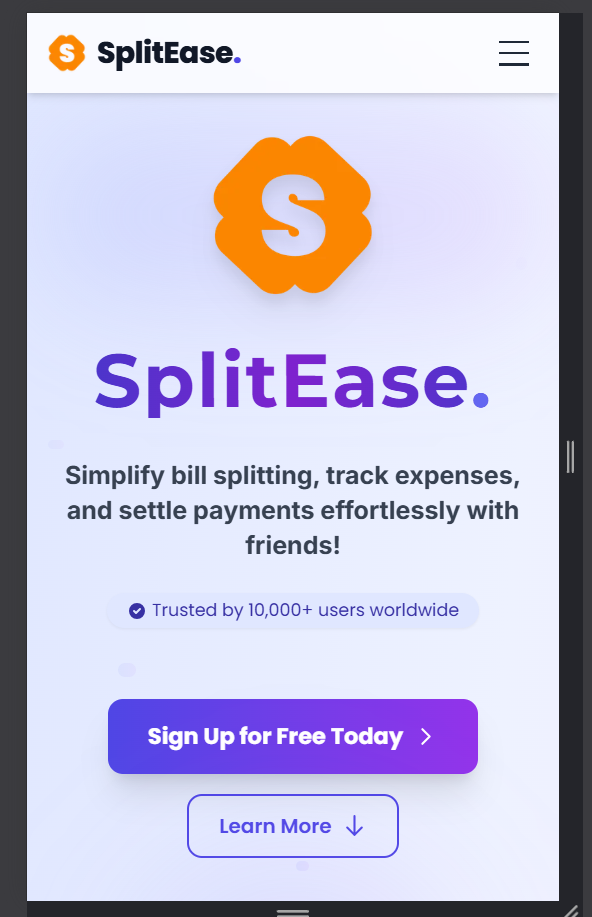 S SplitEase.
S
SplitEase.
Simplify bill splitting, track expenses,
and settle payments effortlessly with
friends!
Trusted by 10,000+ users worldwide
Sign Up for Free Today
Learn More